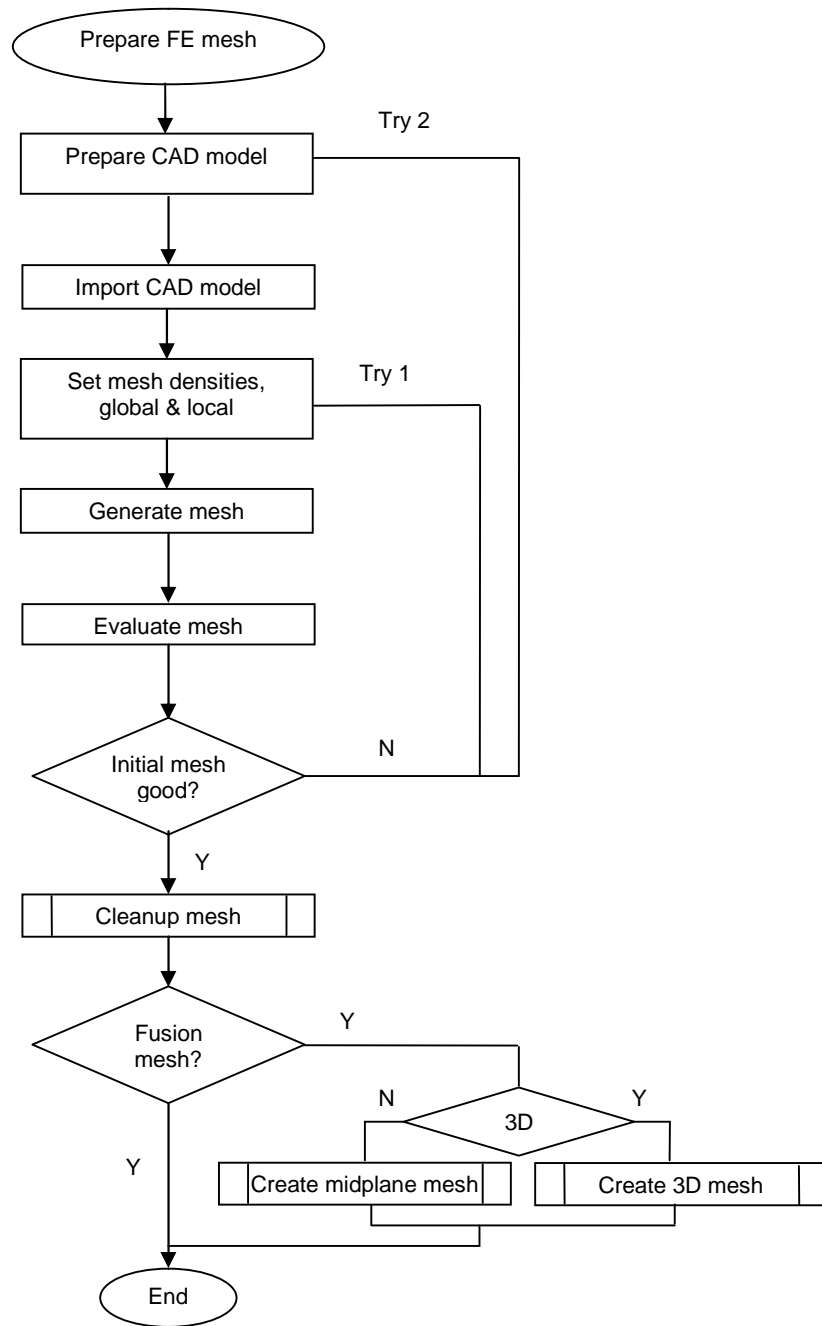 Prepare FE mesh
Try 2
Prepare CAD model
Import CAD model
Try 1
Set mesh densities,
global & local
Generate mesh
Evaluate mesh
Initial mesh
good?
N
Y
Cleanup mesh
Fusion
mesh?
Y
N
3D
Y
Y
Create midplane mesh
Create 3D mesh
End